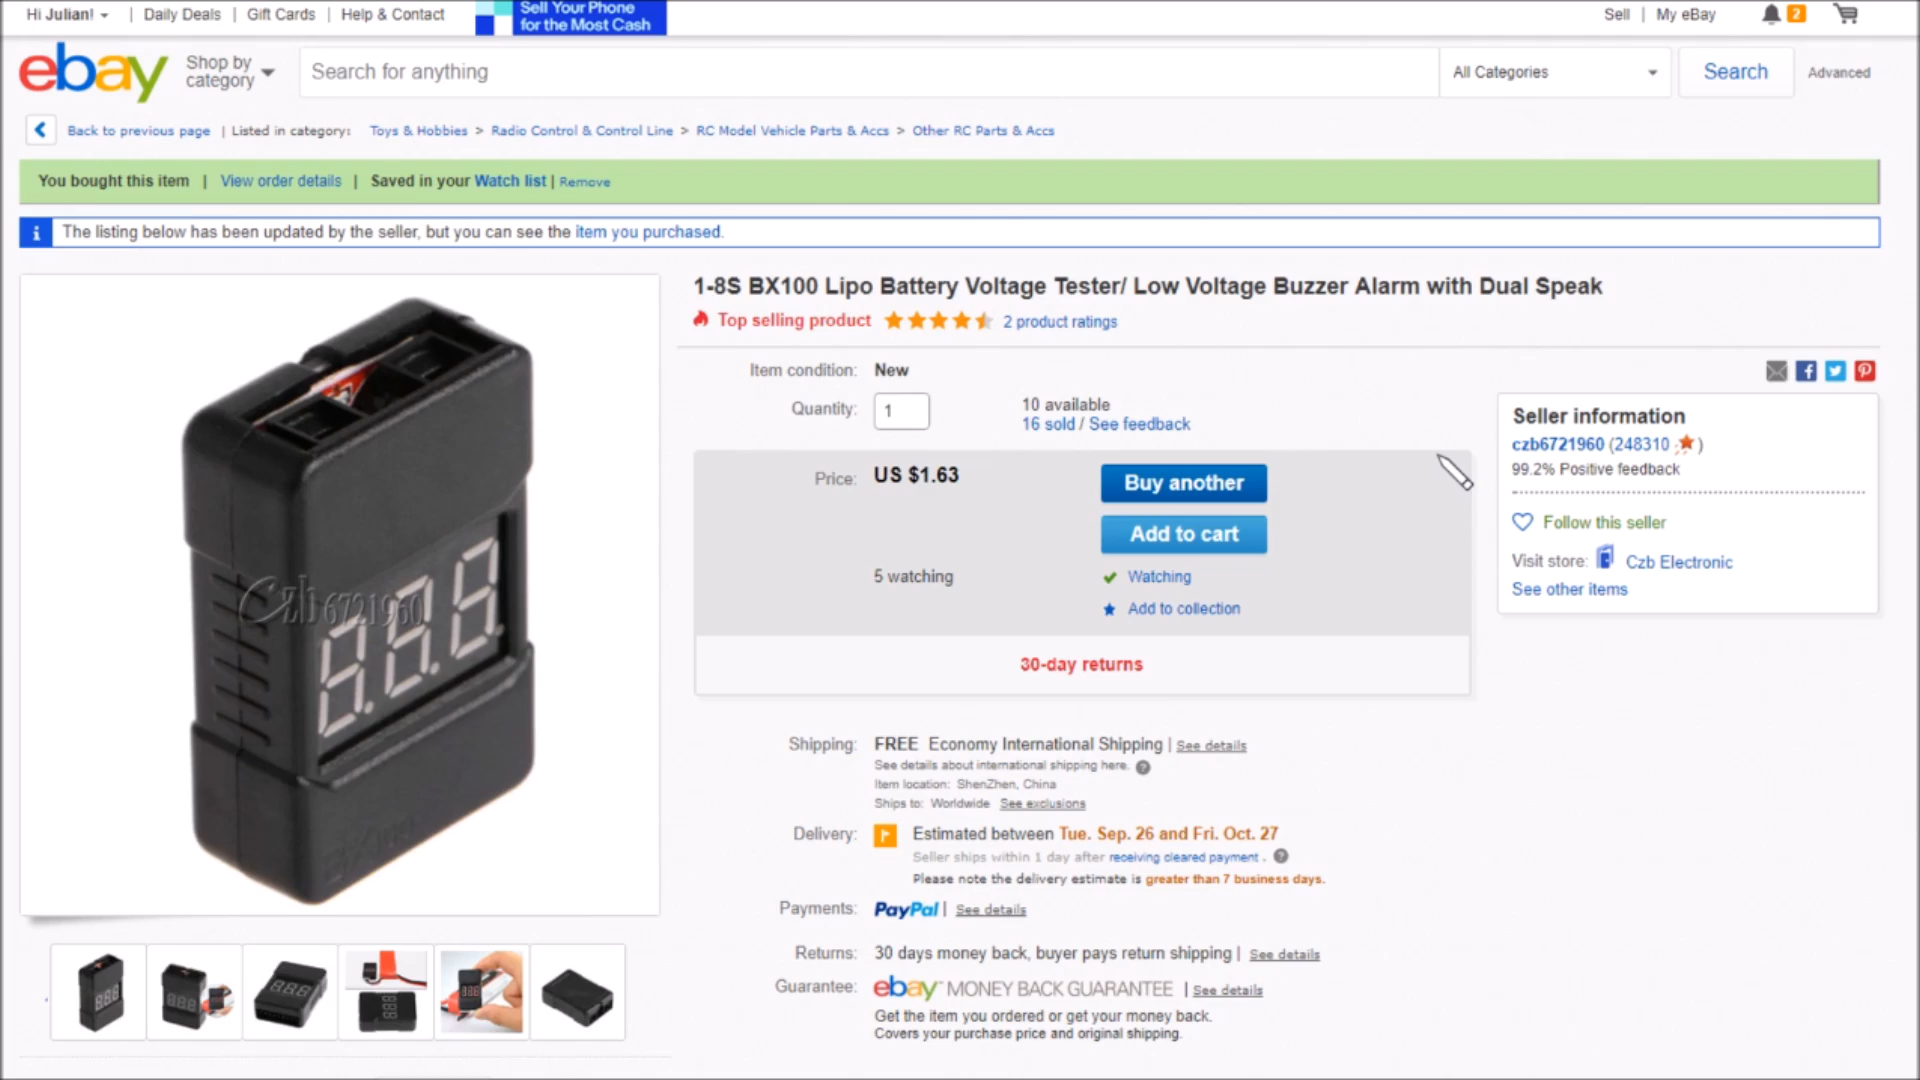 Hi Julian!
Daily Deals
Gift Cards
Help & Contact
Sell Your Phone
for the Most Cash
Sell
My eBay
2
ebay
Shop by
category
Search for anything
All Categories
Search
Advanced
Back to previous page | Listed in category: Toys & Hobbies > Radio Control & Control Line > RC Model Vehicle Parts & Accs > Other RC Parts & Accs
You bought this item | View order details | Saved in your Watch list | Remove
The listing below has been updated by the seller, but you can see the item you purchased.
1-8S BX100 Lipo Battery Voltage Tester/ Low Voltage Buzzer Alarm with Dual Speak
Top selling product
2 product ratings
Item condition: New
Quantity: 1
10 available
16 sold / See feedback
Price: US $1.63
Buy another
Add to cart
5 watching
Watching
Add to collection
30-day returns
Seller information
czb6721960 (248310 )
99.2% Positive feedback
Follow this seller
Visit store: Czb Electronic
See other items
Czb6721960
8.8.8.
BX100
Shipping: FREE Economy International Shipping | See details
See details about international shipping here.
Item location: ShenZhen, China
Ships to: Worldwide See exclusions
Delivery: Estimated between Tue. Sep. 26 and Fri. Oct. 27
Seller ships within 1 day after receiving cleared payment .
Please note the delivery estimate is greater than 7 business days.
Payments: PayPal | See details
Returns: 30 days money back, buyer pays return shipping | See details
Guarantee: ebay MONEY BACK GUARANTEE | See details
Get the item you ordered or get your money back.
Covers your purchase price and original shipping.